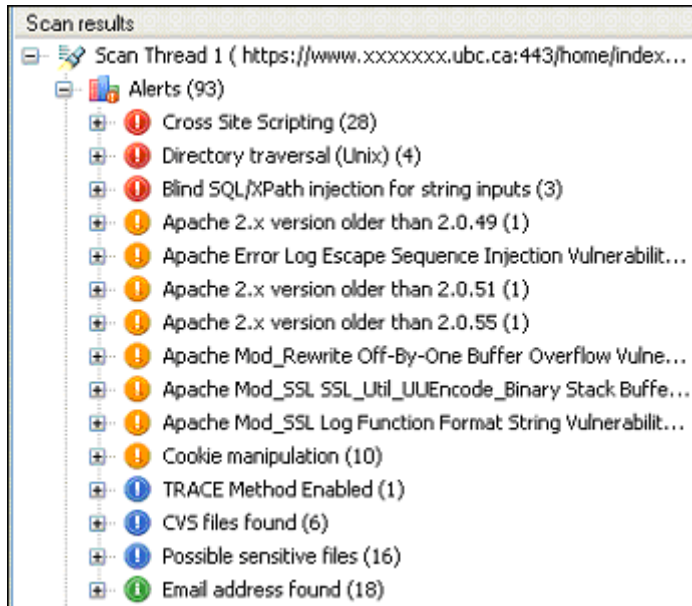 Scan results
Scan Thread 1 ( https://www.xxxxxxx.ubc.ca:443/home/index...
Alerts (93)
Cross Site Scripting (28)
Directory traversal (Unix) (4)
Blind SQL/XPath injection for string inputs (3)
Apache 2.x version older than 2.0.49 (1)
Apache Error Log Escape Sequence Injection Vulnerabilit...
Apache 2.x version older than 2.0.51 (1)
Apache 2.x version older than 2.0.55 (1)
Apache Mod_Rewrite Off-By-One Buffer Overflow Vulne...
Apache Mod_SSL SSL_Util_UUEncode_Binary Stack Buffe...
Apache Mod_SSL Log Function Format String Vulnerabilit...
Cookie manipulation (10)
TRACE Method Enabled (1)
CVS files found (6)
Possible sensitive files (16)
Email address found (18)